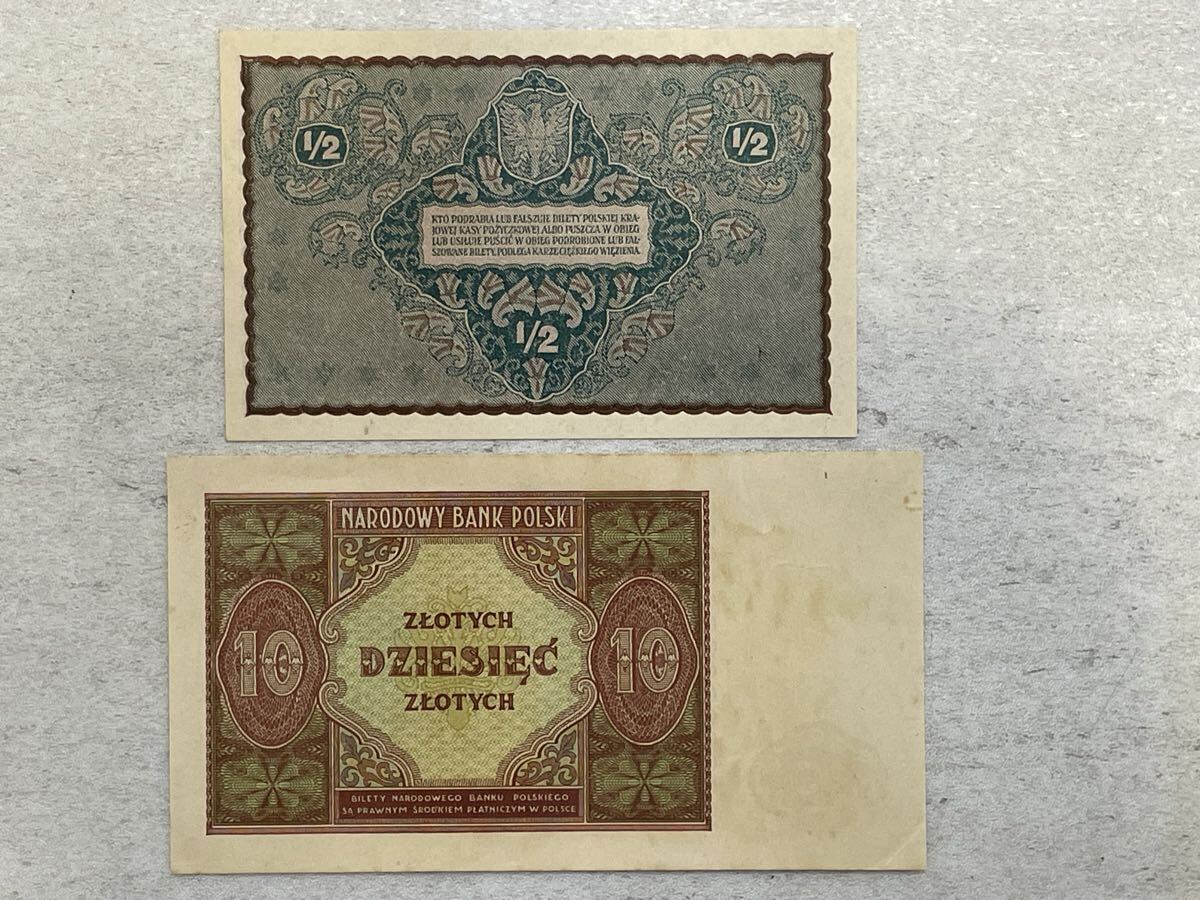 1/2
1/2
KTO PODRABIA LUB FAŁSZUJE BILETY POLSKIEJ KRA-
JOWEJ KASY POŻYCZKOWEJ ALBO PUSZCZA W OBIEG
LUB USIŁUJE PUŚCIĆ W OBIEG PODROBIONE LUB FAŁ-
SZOWANE BILETY, PODLEGA KARZE CIĘŻKIEGO WIĘZIENIA.
1/2
NARODOWY BANK POLSKI
ZŁOTYCH
10 DZIESIĘĆ 10
ZŁOTYCH
BILETY NARODOWEGO BANKU POLSKIEGO
SĄ PRAWNYM ŚRODKIEM PŁATNICZYM W POLSCE